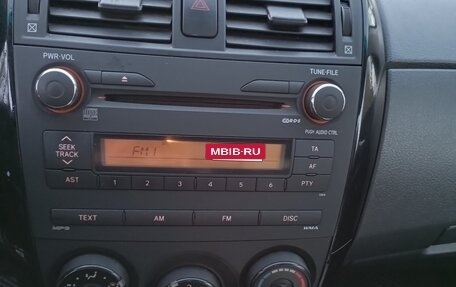 PWR·VOL
TUNE·FILE
PUSH AUDIO CTRL
SEEK
TRACK
FM1
MBIB-RU
TA
AF
AST
1 2 3 4 5 6
PTY
TEXT
AM
FM
DISC
MP3
WMA